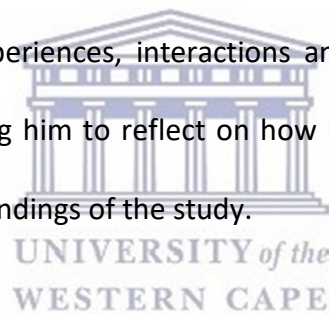 periences, interactions an
g him to reflect on how
ndings of the study.
UNIVERSITY of the
WESTERN CAPE